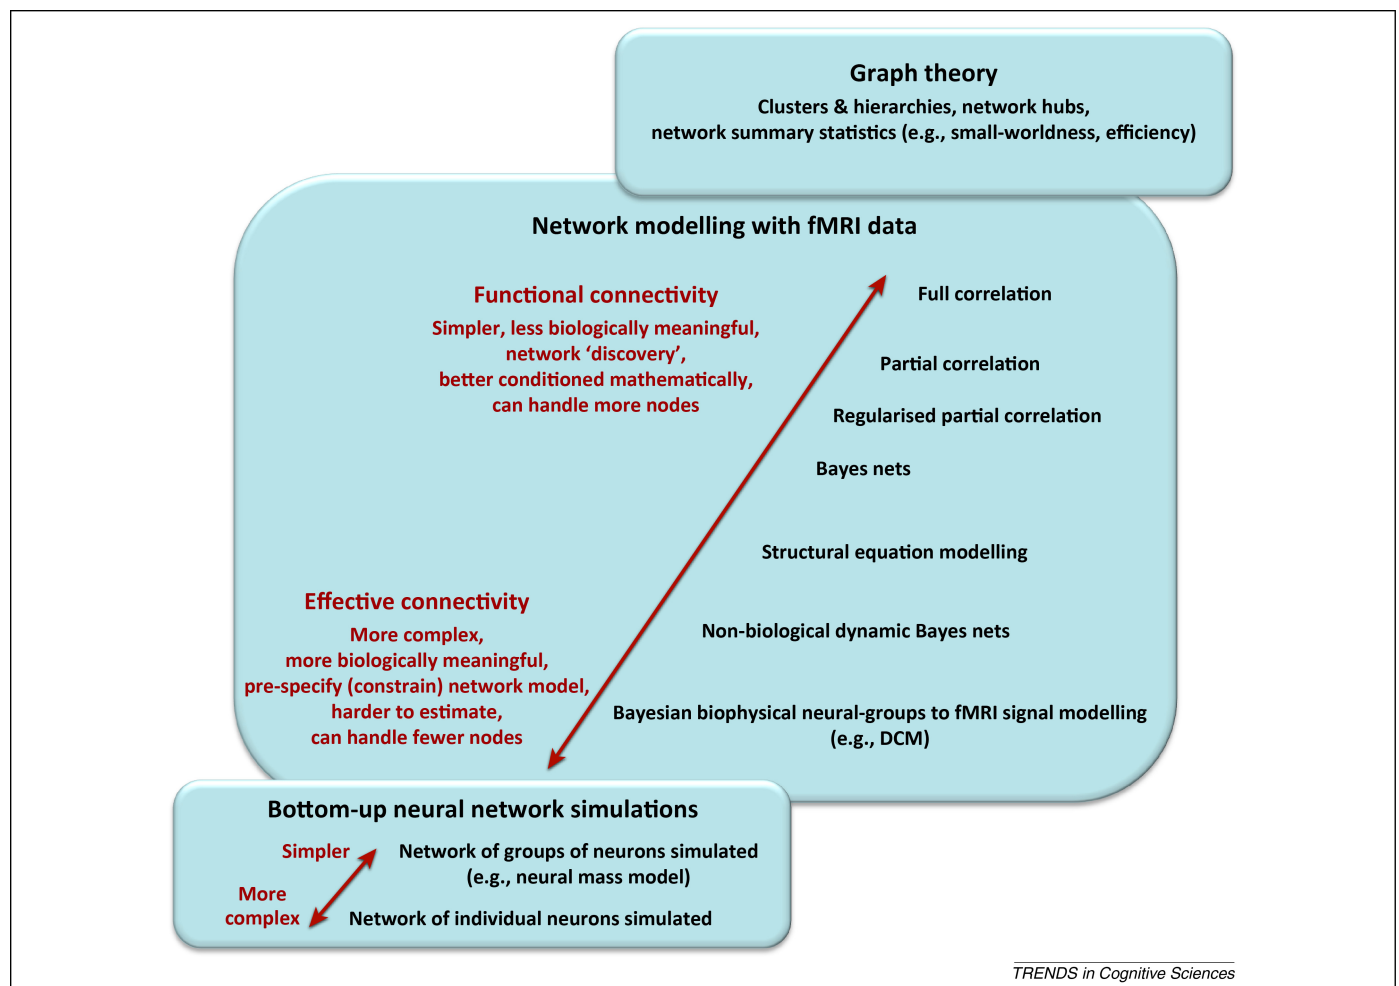 Graph theory
Clusters & hierarchies, network hubs,
network summary statistics (e.g., small-worldness, efficiency)
Network modelling with fMRI data
Functional connectivity
Simpler, less biologically meaningful,
network ‘discovery’,
better conditioned mathematically,
can handle more nodes
Full correlation
Partial correlation
Regularised partial correlation
Bayes nets
Structural equation modelling
Effective connectivity
More complex,
more biologically meaningful,
pre-specify (constrain) network model,
harder to estimate,
can handle fewer nodes
Non-biological dynamic Bayes nets
Bayesian biophysical neural-groups to fMRI signal modelling
(e.g., DCM)
Bottom-up neural network simulations
Simpler
Network of groups of neurons simulated
(e.g., neural mass model)
More
complex
Network of individual neurons simulated
TRENDS in Cognitive Sciences